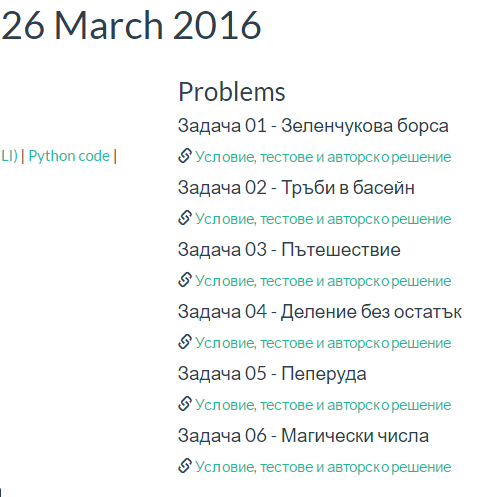 26 March 2016
Problems
Задача 01 - Зеленчукова борса
LI) | Python code |
Условие, тестове и авторско решение
Задача 02 - Тръби в басейн
Условие, тестове и авторско решение
Задача 03 - Пътешествие
Условие, тестове и авторско решение
Задача 04 - Деление без остатък
Условие, тестове и авторско решение
Задача 05 - Пеперуда
Условие, тестове и авторско решение
Задача 06 - Магически числа
Условие, тестове и авторско решение